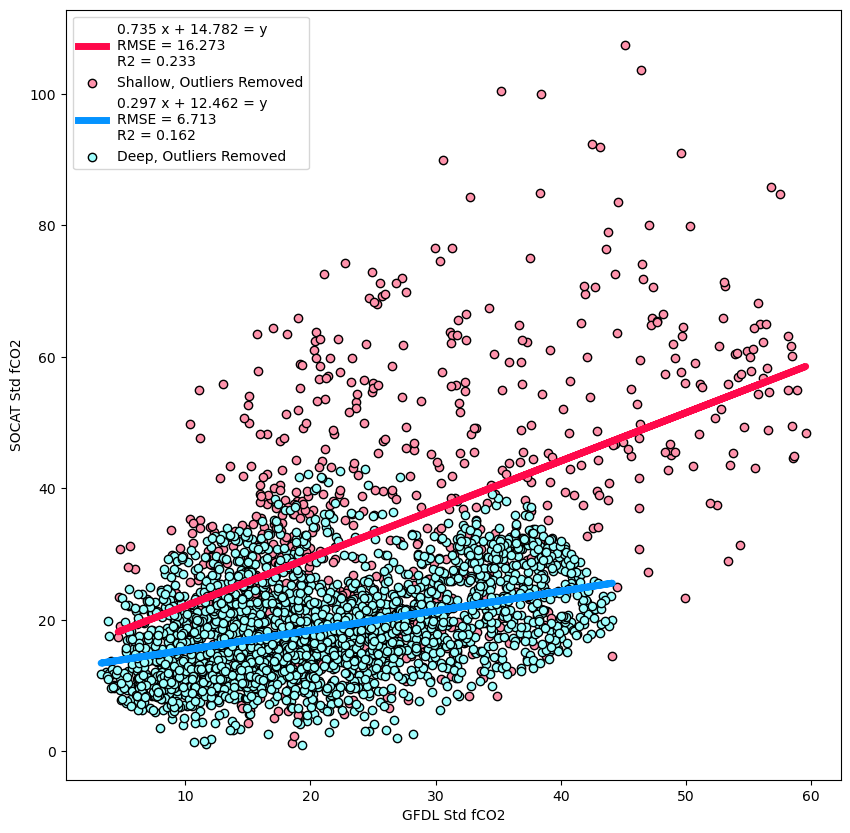 0.735 x + 14.782 = y
RMSE = 16.273
R2 = 0.233
Shallow, Outliers Removed
0.297 x + 12.462 = y
RMSE = 6.713
R2 = 0.162
Deep, Outliers Removed
100
80
60
40
20
0
SOCAT Std fCO2
10 20 30 40 50 60
GFDL Std fCO2